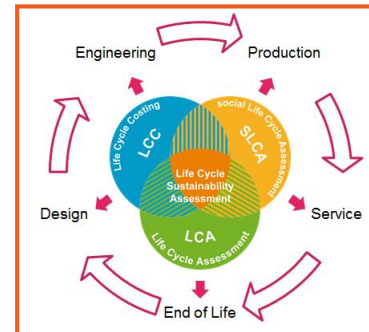 Engineering
Production
Life Cycle Costing
LCC
social Life Cycle Assessment
SLCA
Life Cycle
Sustainability
Assessment
Design
Service
LCA
Life Cycle Assessment
End of Life